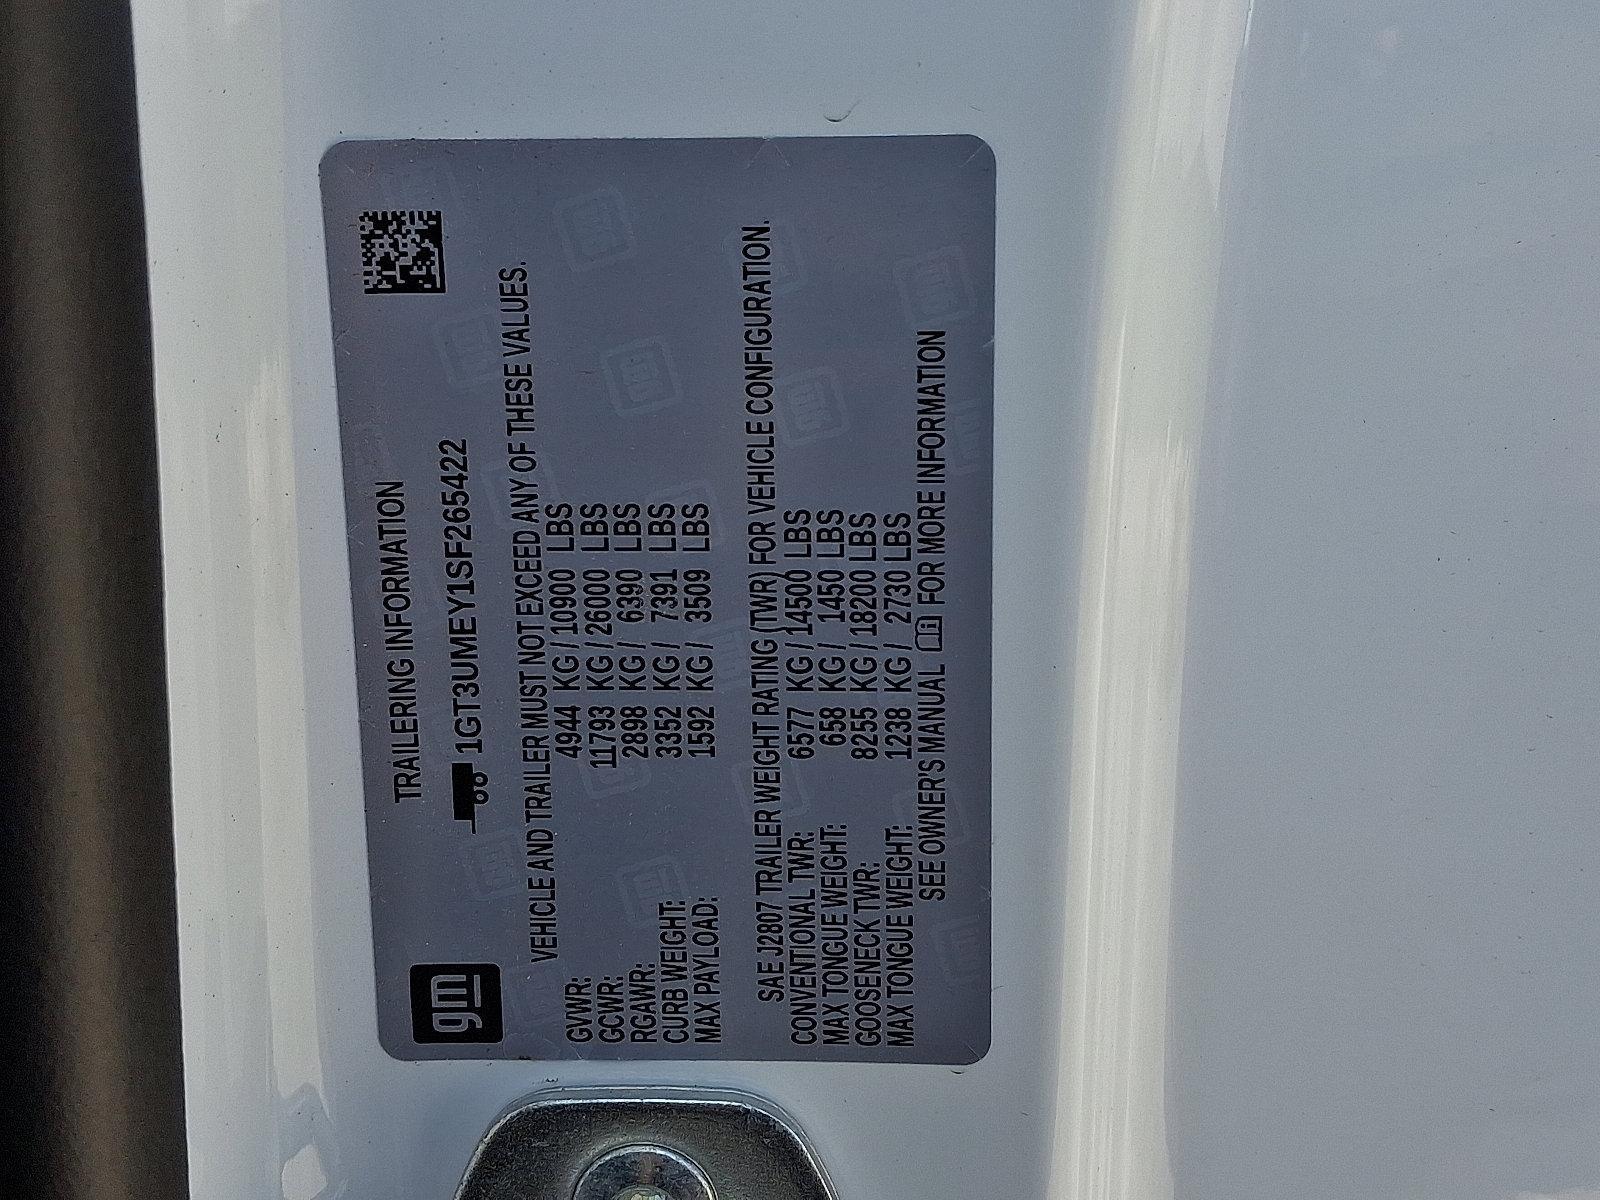 gm
TRAILERING INFORMATION
1GT3UMEY1SF265422
VEHICLE AND TRAILER MUST NOT EXCEED ANY OF THESE VALUES.
GVWR: 4944 KG / 10900 LBS
GCWR: 11793 KG / 26000 LBS
RGAWR: 2898 KG / 6390 LBS
CURB WEIGHT: 3352 KG / 7391 LBS
MAX PAYLOAD: 1592 KG / 3509 LBS
SAE J2807 TRAILER WEIGHT RATING (TWR) FOR VEHICLE CONFIGURATION.
CONVENTIONAL TWR: 6577 KG / 14500 LBS
MAX TONGUE WEIGHT: 658 KG / 1450 LBS
GOOSENECK TWR: 8255 KG / 18200 LBS
MAX TONGUE WEIGHT: 1238 KG / 2730 LBS
SEE OWNER'S MANUAL FOR MORE INFORMATION